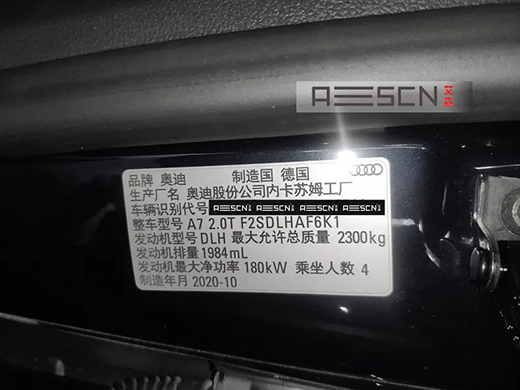 AESCN 艾森
品牌 奥迪 制造国 德国
生产厂名 奥迪股份公司内卡苏姆工厂
车辆识别代号 AESCN AESCN AESCN AESCN
整车型号 A7 2.0T F2SDLHAF6K1
发动机型号 DLH 最大允许总质量 2300kg
发动机排量 1984mL
发动机最大净功率 180kW 乘坐人数 4
制造年月 2020-10